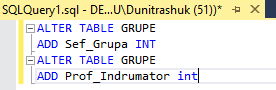 SQLQuery1.sql - DE...U\Dunitrashuk (51))*
ALTER TABLE GRUPE
ADD Sef_Grupa INT
ALTER TABLE GRUPE
ADD Prof_Indrumator int